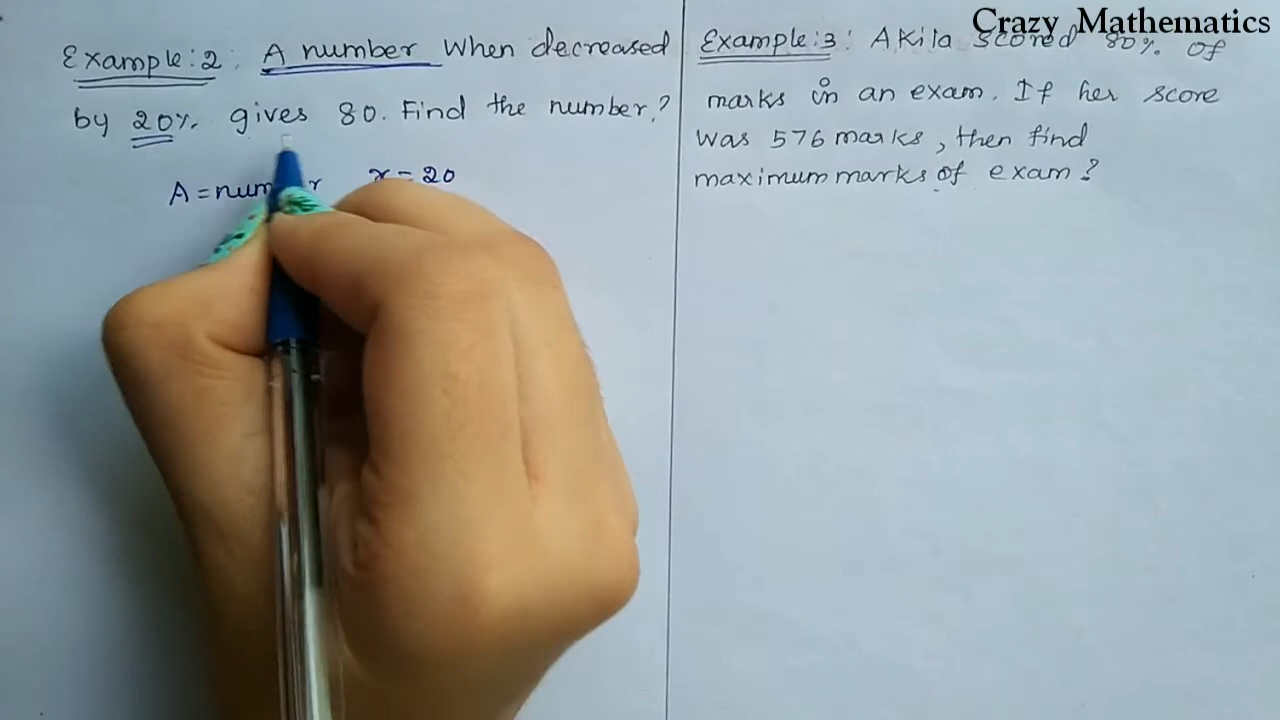 Crazy Mathematics
Example:2: A number when decreased
by 20% gives 80. Find the number?
A = number x = 20
Example:3: Akila scored 80% of
marks in an exam. If her score
was 576 marks, then find
maximum marks of exam?